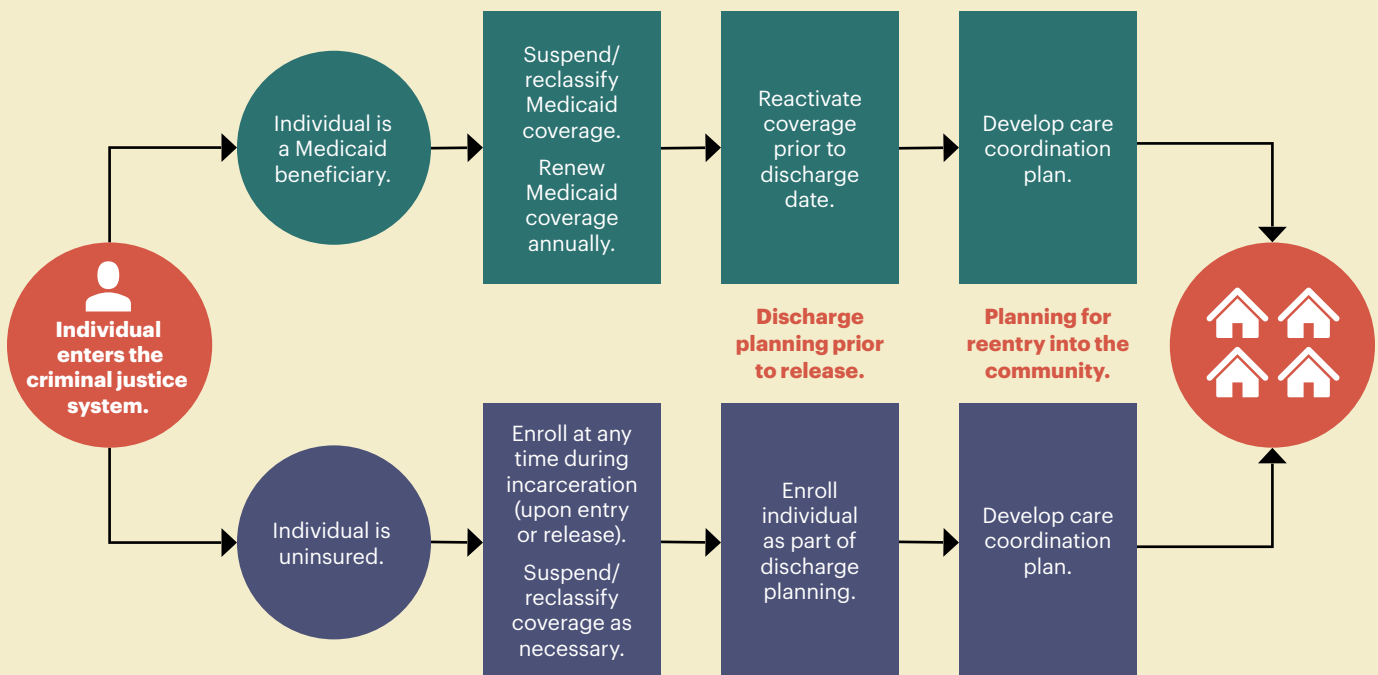 Individual
enters the
criminal justice
system.
Individual is
a Medicaid
beneficiary.
Suspend/
reclassify
Medicaid
coverage.
Renew
Medicaid
coverage
annually.
Reactivate
coverage
prior to
discharge
date.
Develop care
coordination
plan.
Discharge
planning prior
to release.
Planning for
reentry into the
community.
Individual is
uninsured.
Enroll at any
time during
incarceration
(upon entry
or release).
Suspend/
reclassify
coverage as
necessary.
Enroll
individual
as part of
discharge
planning.
Develop care
coordination
plan.